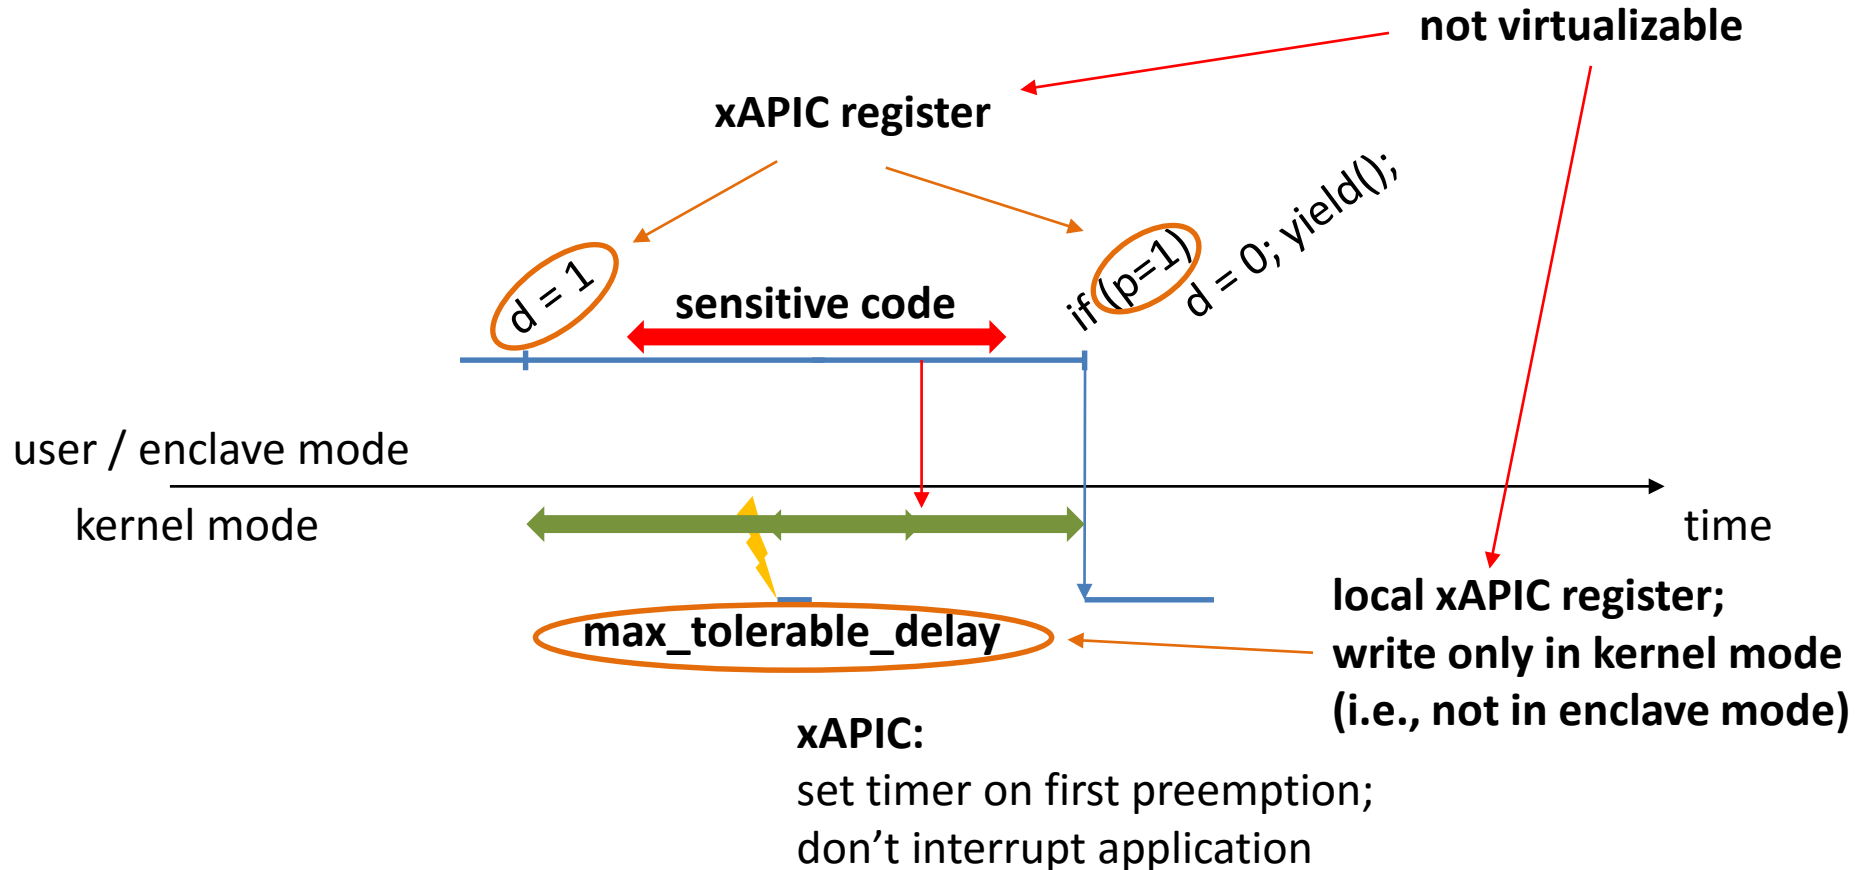 not virtualizable
xAPIC register
d = 1
sensitive code
if (p=1)
d = 0; yield();
user / enclave mode
kernel mode
time
max_tolerable_delay
local xAPIC register;
write only in kernel mode
(i.e., not in enclave mode)
xAPIC:
set timer on first preemption;
don’t interrupt application